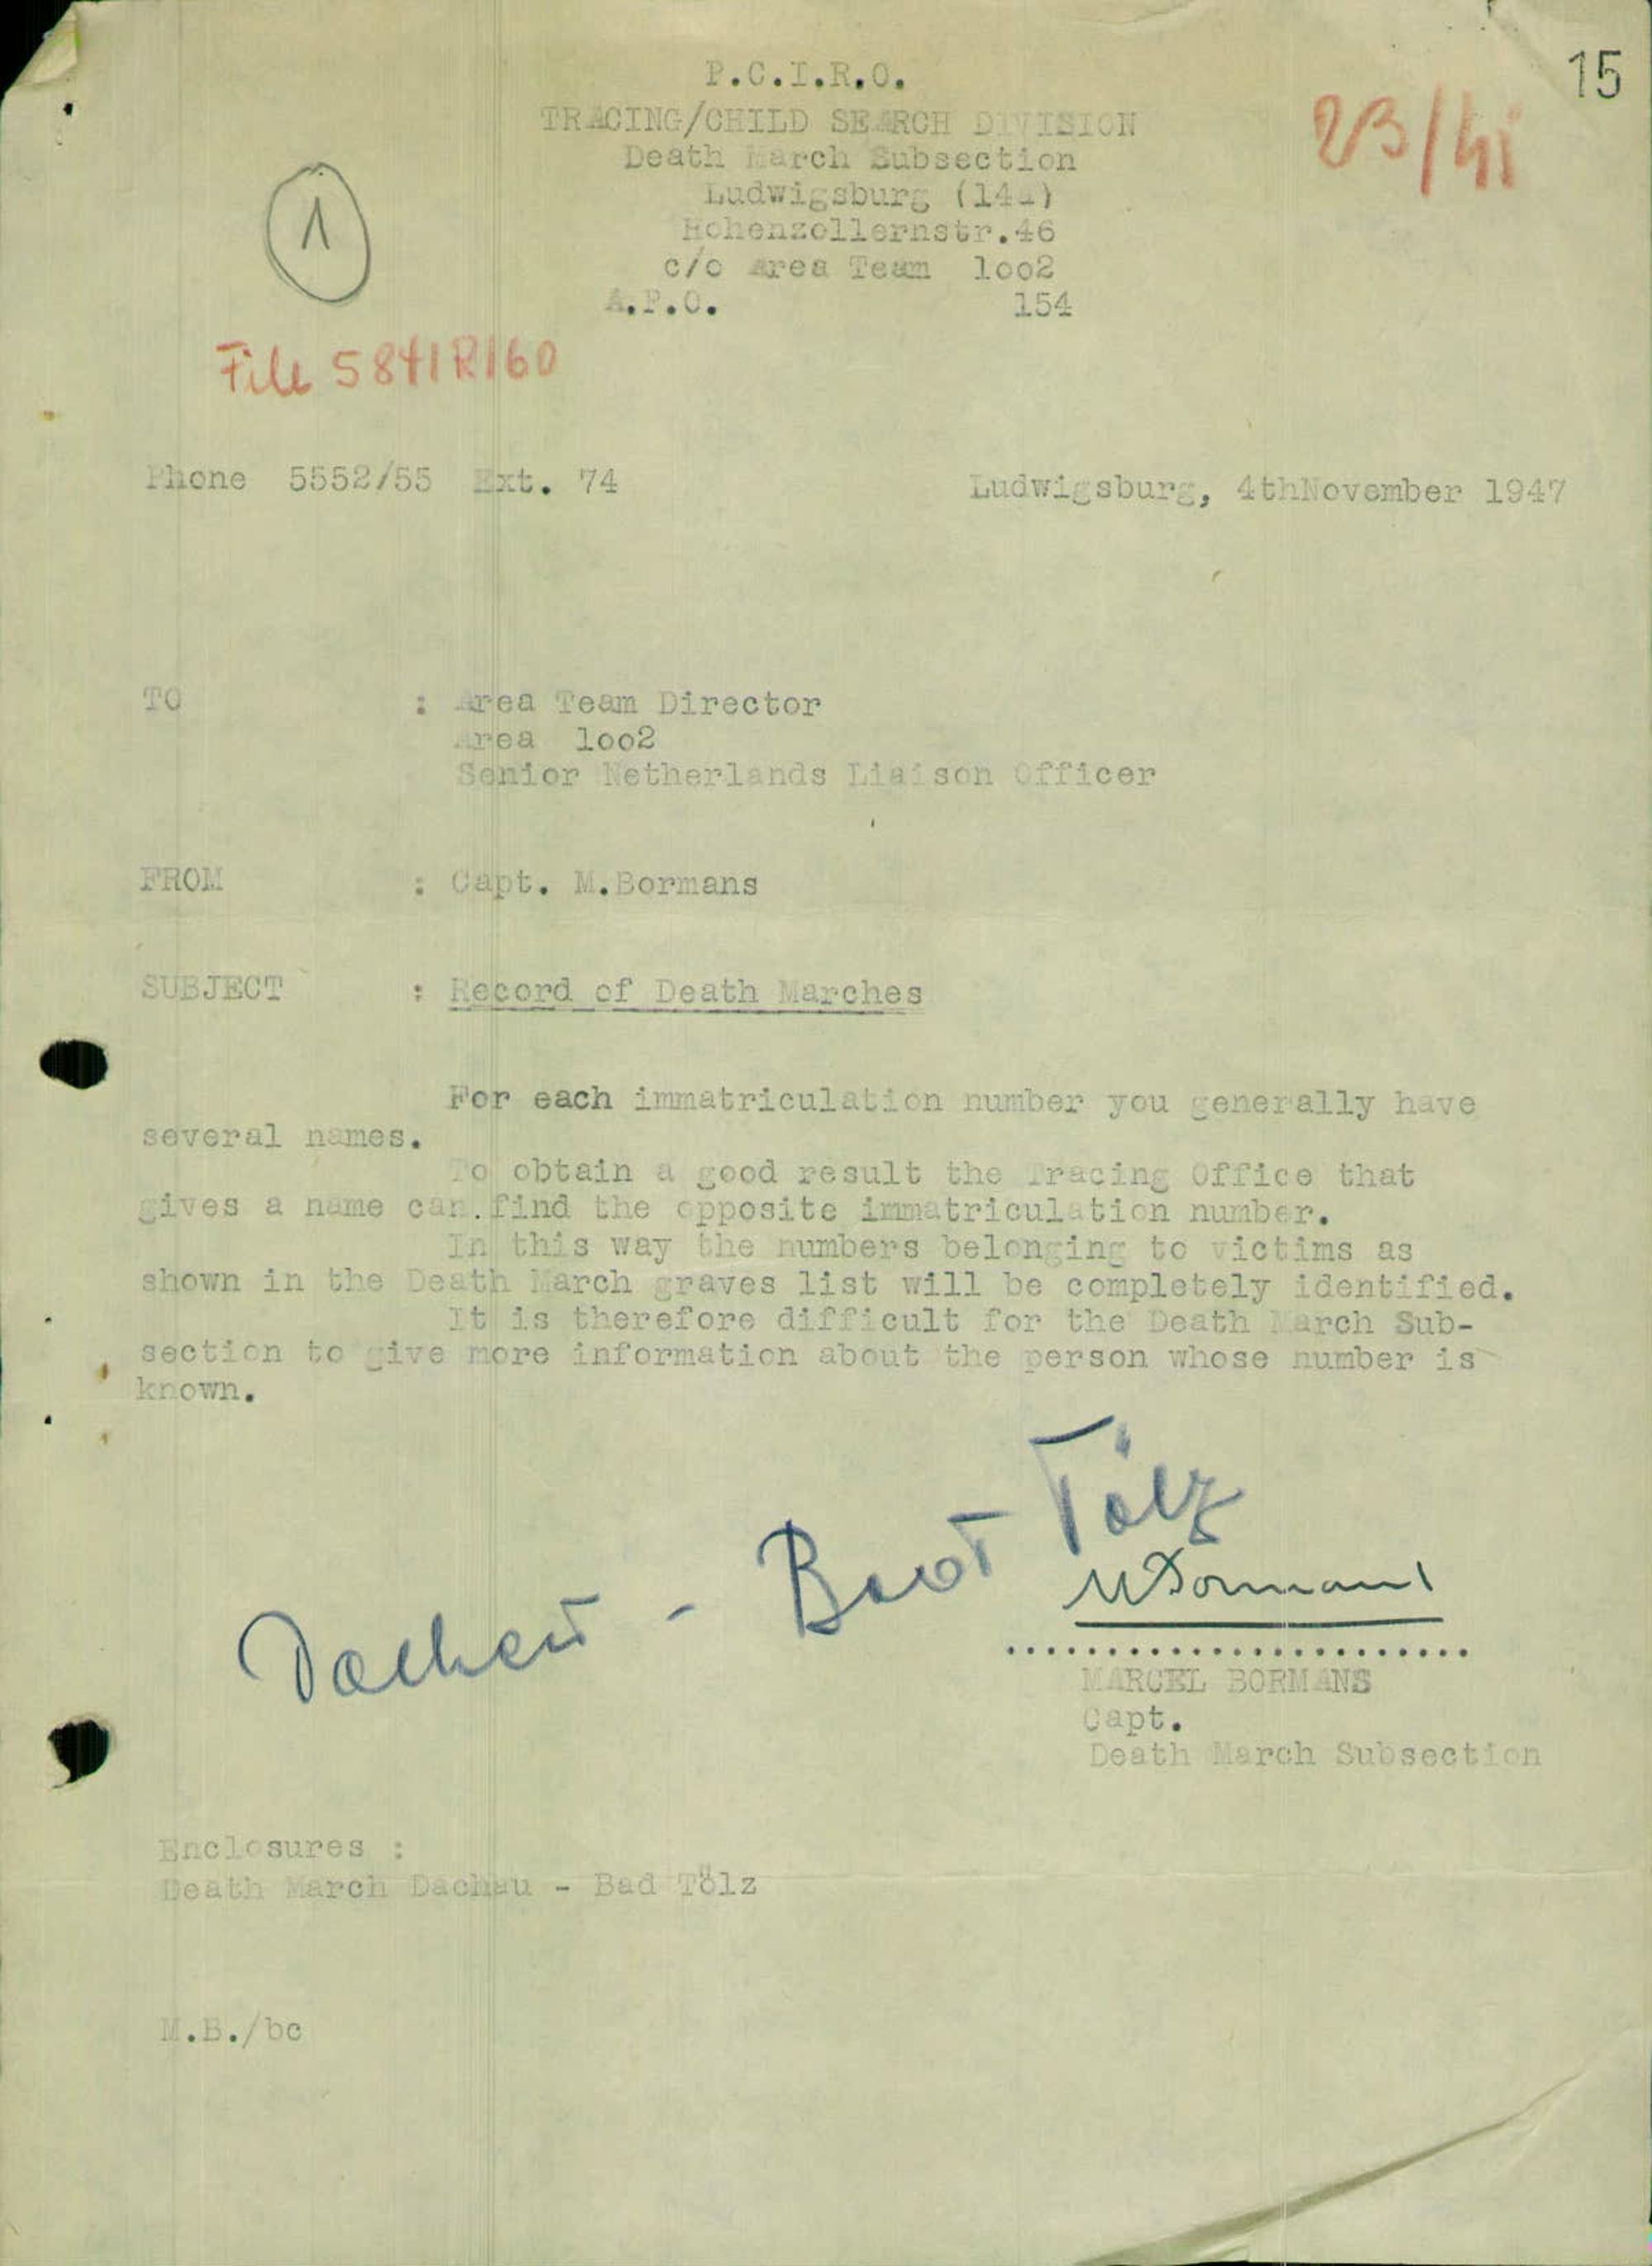 15
P.C.I.R.O.
TRACING/CHILD SEARCH DIVISION
Death March Subsection
Ludwigsburg (14a)
Hohenzollernstr.46
c/o Area Team 1oo2
A.P.O. 154
1
File 584
Phone 5552/55 Ext. 74
Ludwigsburg, 4thNovember 1947
TO : Area Team Director
Area 1oo2
Senior Netherlands Liaison Officer
FROM : Capt. M.Bormans
SUBJECT : Record of Death Marches
For each immatriculation number you generally have
several names.
To obtain a good result the Tracing Office that
gives a name can.find the opposite immatriculation number.
In this way the numbers belonging to victims as
shown in the Death March graves list will be completely identified.
It is therefore difficult for the Death March Sub-
section to give more information about the person whose number is
known.
Dachau - Bad Tölz
MBormans
........................
MARCEL BORMANS
Capt.
Death March Subsection
Enclosures :
Death March Dachau - Bad Tölz
M.B./bc